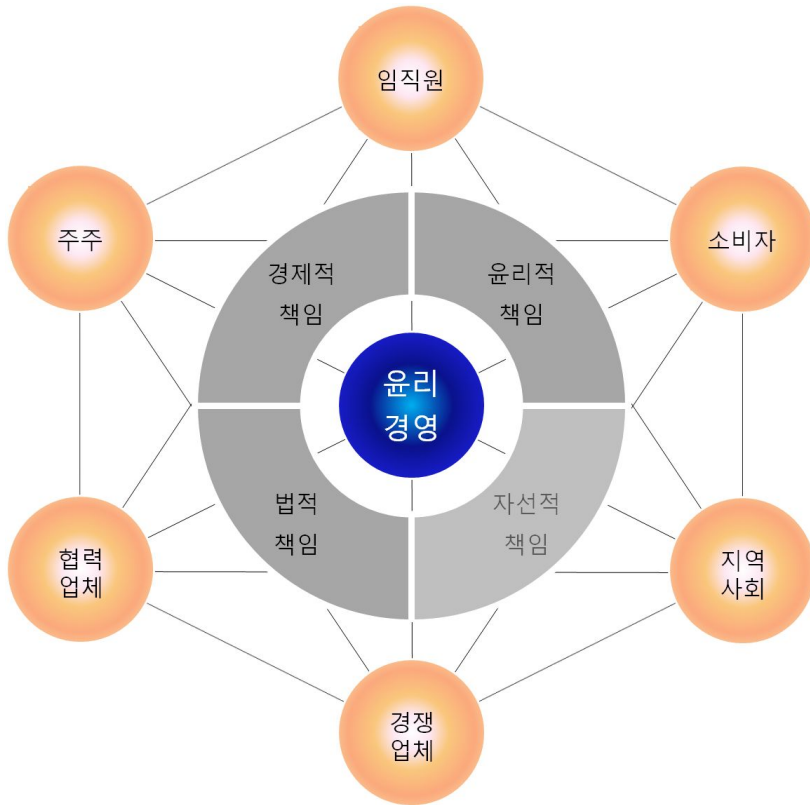 임직원
주주
소비자
경제적
책임
윤리적
책임
윤리
경영
법적
책임
자선적
책임
협력
업체
지역
사회
경쟁
업체